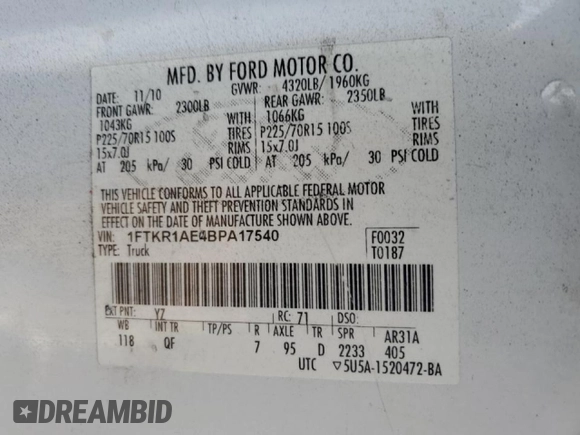 MFD. BY FORD MOTOR CO.
DATE: 11/10 GVWR: 4320LB/ 1960KG
FRONT GAWR: 2300LB REAR GAWR: 2350LB
1043KG WITH 1066KG WITH
P225/70R15 100S TIRES P225/70R15 100S TIRES
15x7.0J RIMS 15x7.0J RIMS
AT 205 kPa/ 30 PSI COLD AT 205 kPa/ 30 PSI COLD
THIS VEHICLE CONFORMS TO ALL APPLICABLE FEDERAL MOTOR
VEHICLE SAFETY AND THEFT PREVENTION STANDARDS IN
EFFECT ON THE DATE OF MANUFACTURE SHOWN ABOVE.
VIN: 1FTKR1AE4BPA17540 F0032
TYPE: Truck T0187
EXT PNT: YZ RC: 71 DSO:
WB INT TR TP/PS R AXLE TR SPR AR31A
118 QF 7 95 D 2233 405
UTC ▽5U5A-1520472-BA
DREAMBID